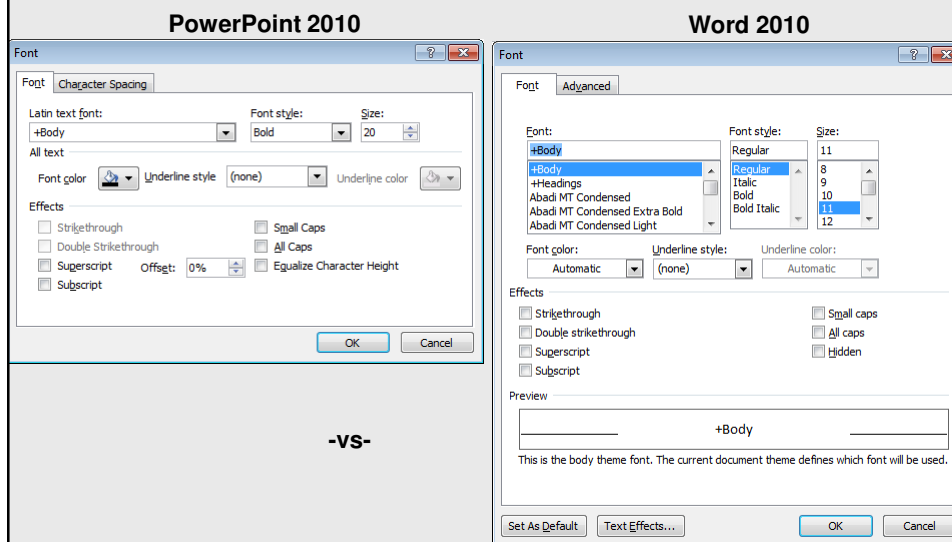 PowerPoint 2010
Font
Font Character Spacing
Latin text font: Font style: Size:
+Body Bold 20
All text
Font color Underline style (none) Underline color
Effects
Strikethrough Small Caps
Double Strikethrough All Caps
Superscript Offset: 0% Equalize Character Height
Subscript
OK Cancel
-vs-
Word 2010
Font
Font Advanced
Font: Font style: Size:
+Body Regular 11
+Body Regular 8
+Headings Italic 9
Abadi MT Condensed Bold 10
Abadi MT Condensed Extra Bold Bold Italic 11
Abadi MT Condensed Light 12
Font color: Underline style: Underline color:
Automatic (none) Automatic
Effects
Strikethrough Small caps
Double strikethrough All caps
Superscript Hidden
Subscript
Preview
+Body
This is the body theme font. The current document theme defines which font will be used.
Set As Default Text Effects... OK Cancel